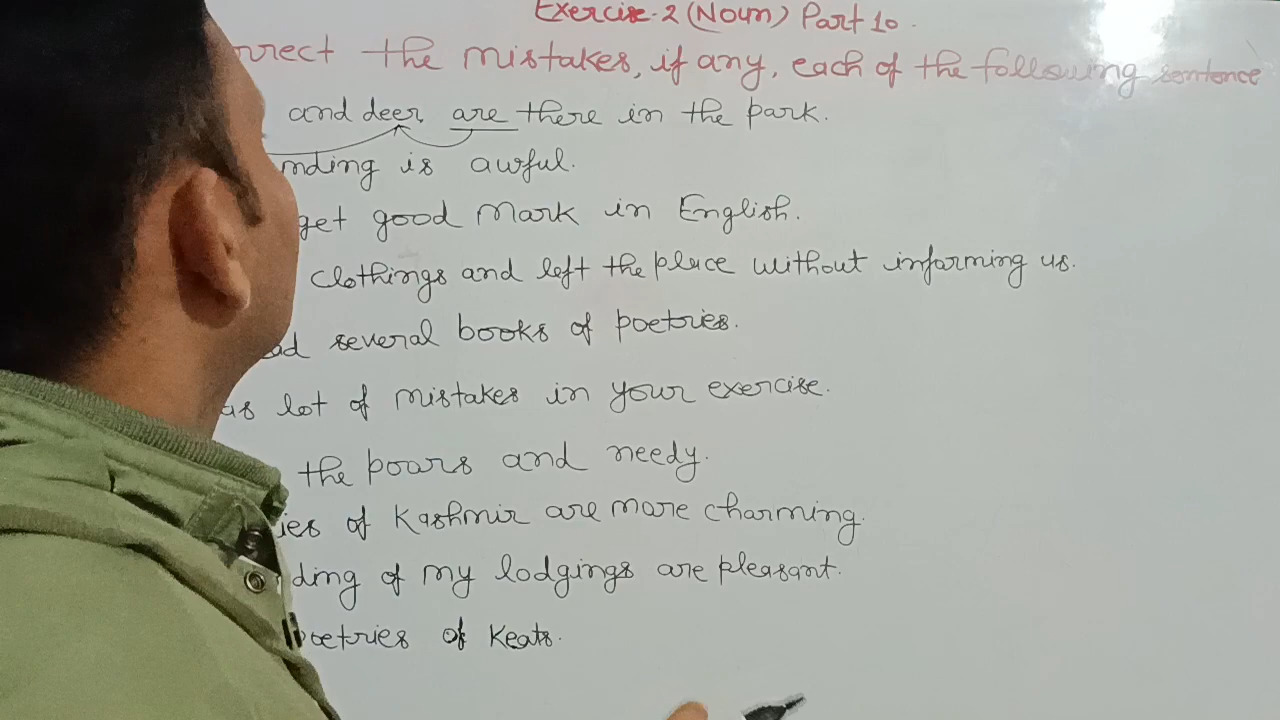 Exercise-2 (Noun) Part 10.
rrect the mistakes, if any, each of the following sentence
and deer are there in the park.
nding is awful.
get good mark in English.
clothings and left the place without informing us.
ad several books of poetries.
as lot of mistakes in your exercise.
the poors and needy.
ies of Kashmir are more charming.
ding of my lodgings are pleasant.
oetries of Keats.